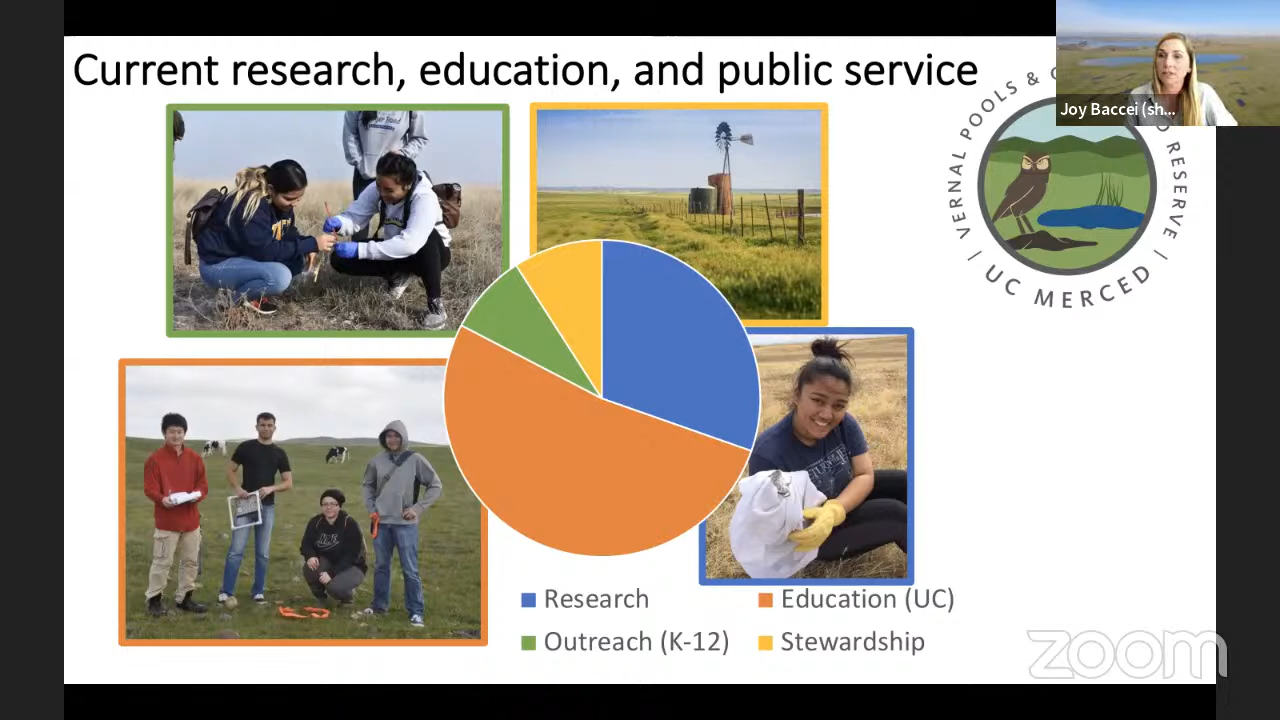 Current research, education, and public service
Joy Baccei (sh...
VERNAL POOLS & G
O RESERVE
| UC MERCED |
Research
Education (UC)
Outreach (K-12)
Stewardship
zoom